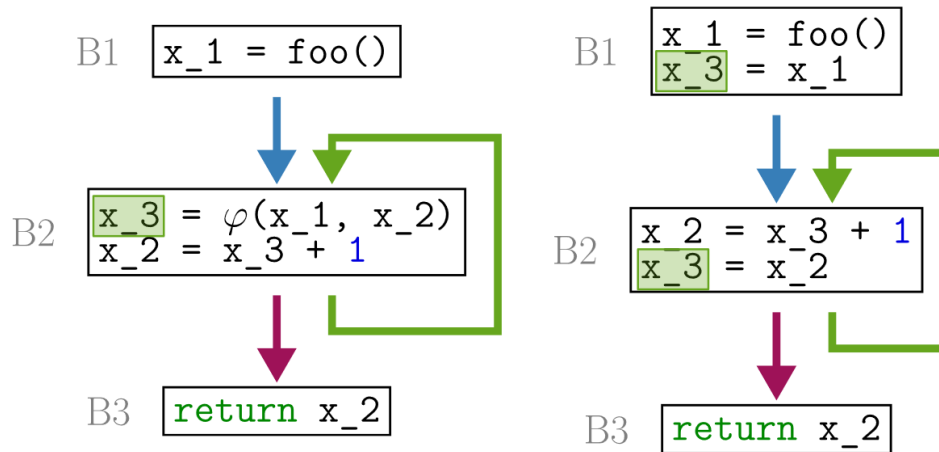 B1
x_1 = foo()
B2
x_3 = φ(x_1, x_2)
x_2 = x_3 + 1
B3
return x_2
B1
x_1 = foo()
x_3 = x_1
B2
x_2 = x_3 + 1
x_3 = x_2
B3
return x_2